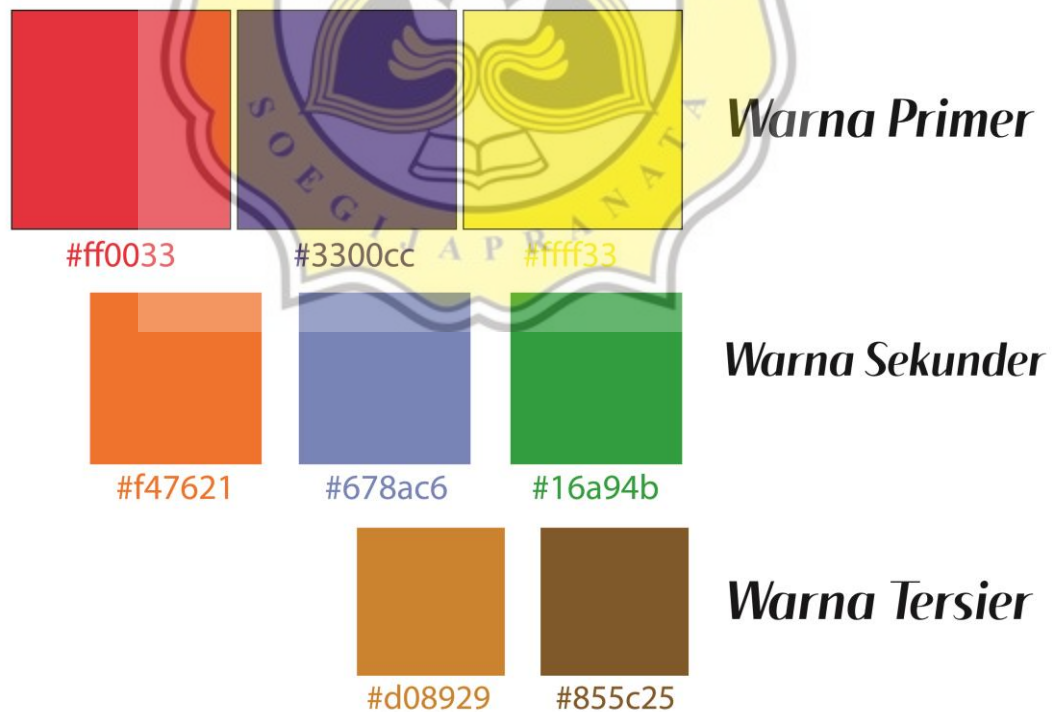 Warna Primer
#ff0033 #3300cc #ffff33
SOEGIJAPRANATA
Warna Sekunder
#f47621 #678ac6 #16a94b
Warna Tersier
#d08929 #855c25